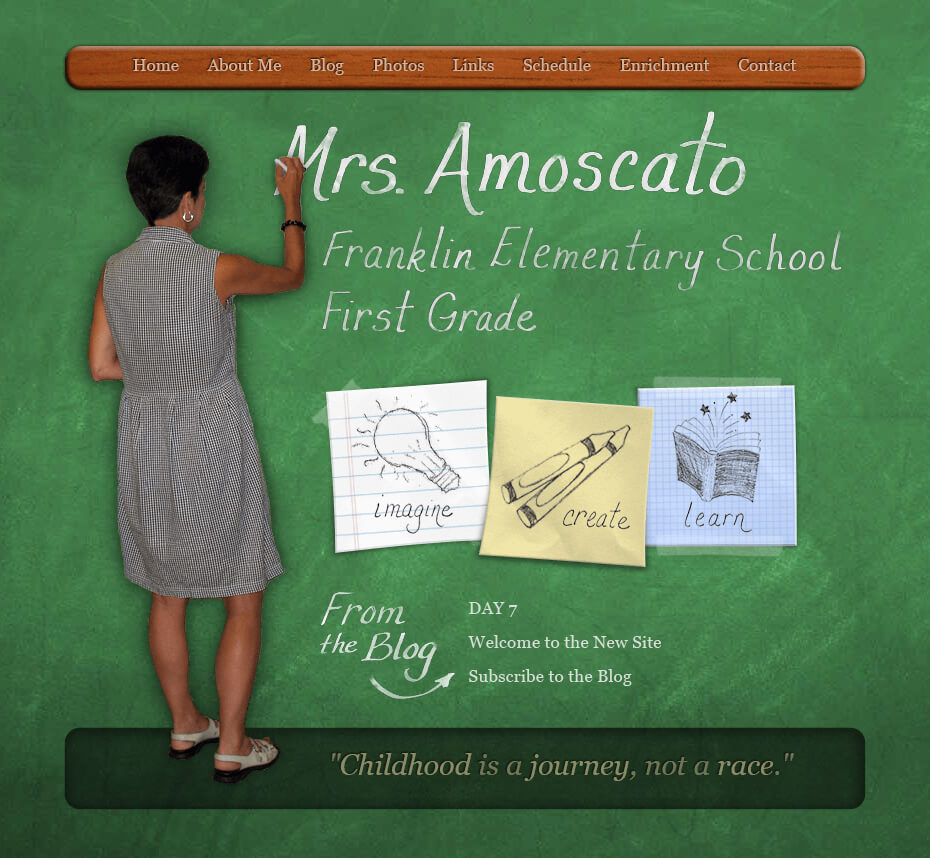 Home About Me Blog Photos Links Schedule Enrichment Contact
Mrs. Amoscato
Franklin Elementary School
First Grade
imagine
create
learn
From
the Blog
DAY 7
Welcome to the New Site
Subscribe to the Blog
"Childhood is a journey, not a race."